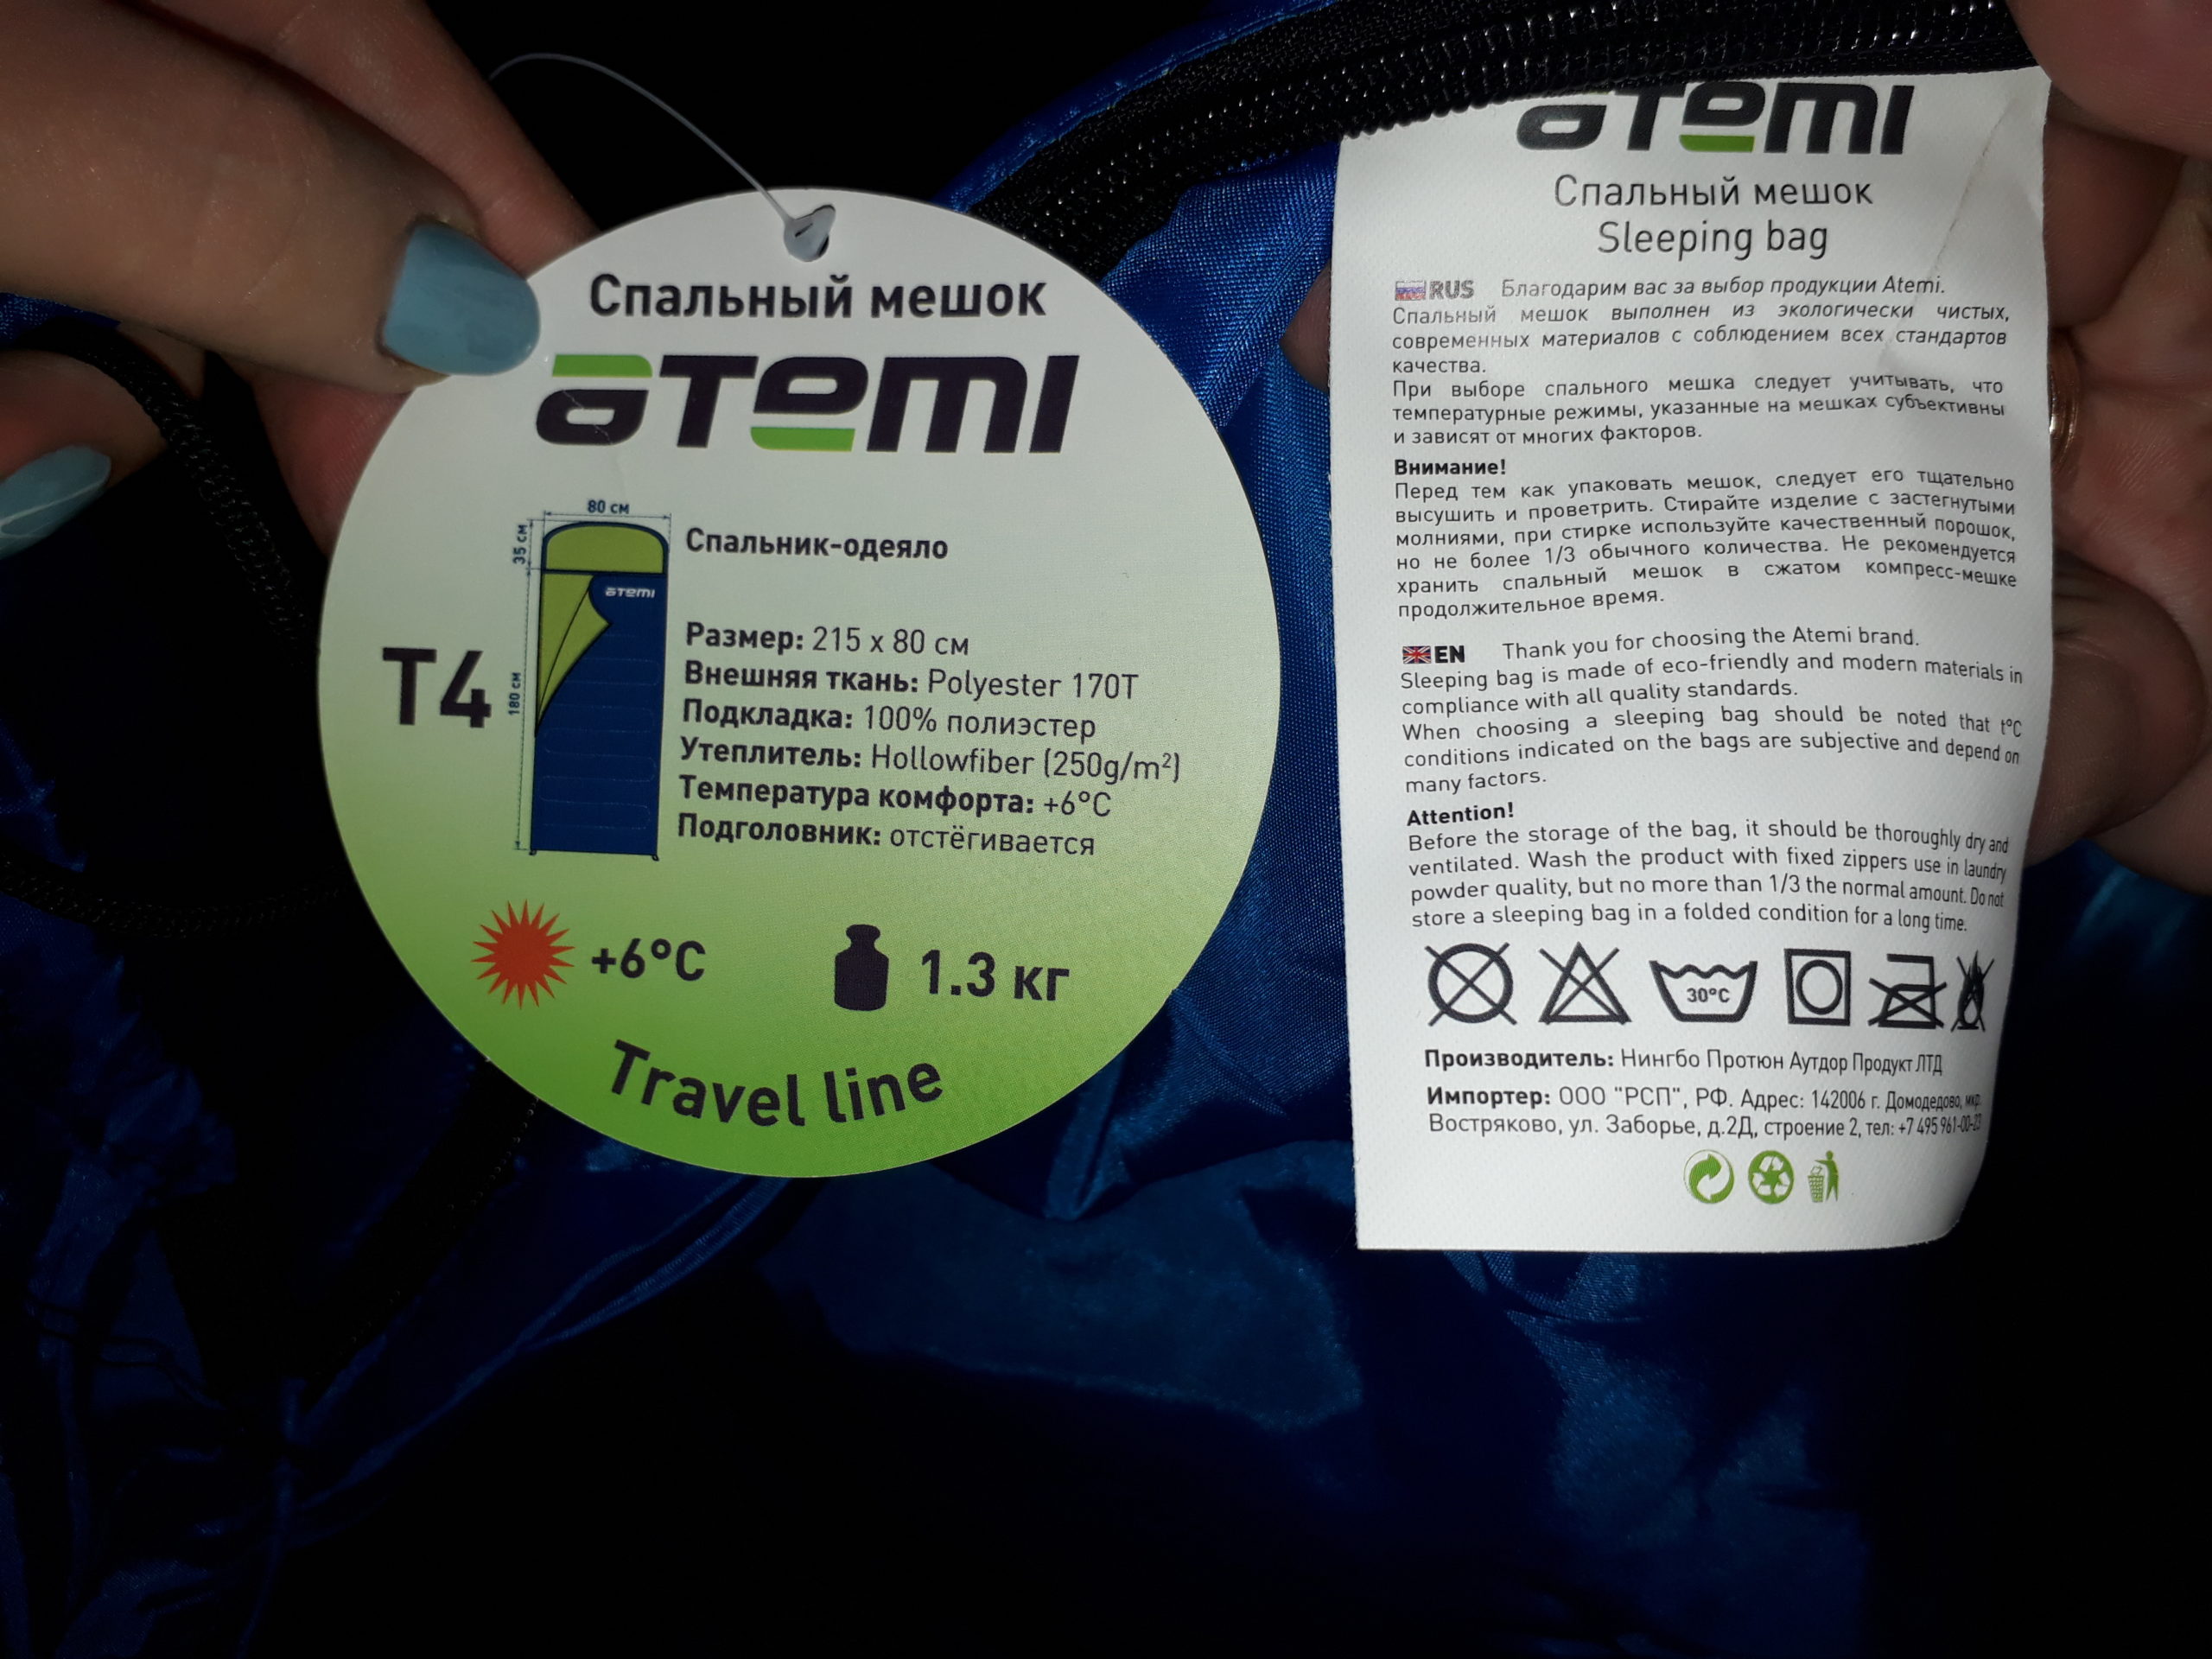 Спальный мешок
ATEMI
80 см
35 см
ATEMI
180 см
T4
Спальник-одеяло
Размер: 215 x 80 см
Внешняя ткань: Polyester 170T
Подкладка: 100% полиэстер
Утеплитель: Hollowfiber (250g/m²)
Температура комфорта: +6°C
Подголовник: отстёгивается
+6°C
1.3 кг
Travel line
ATEMI
Спальный мешок
Sleeping bag
RUS Благодарим вас за выбор продукции Atemi.
Спальный мешок выполнен из экологически чистых,
современных материалов с соблюдением всех стандартов
качества.
При выборе спального мешка следует учитывать, что
температурные режимы, указанные на мешках субъективны
и зависят от многих факторов.
Внимание!
Перед тем как упаковать мешок, следует его тщательно
высушить и проветрить. Стирайте изделие с застегнутыми
молниями, при стирке используйте качественный порошок,
но не более 1/3 обычного количества. Не рекомендуется
хранить спальный мешок в сжатом компресс-мешке
продолжительное время.
EN Thank you for choosing the Atemi brand.
Sleeping bag is made of eco-friendly and modern materials in
compliance with all quality standards.
When choosing a sleeping bag should be noted that t°C
conditions indicated on the bags are subjective and depend on
many factors.
Attention!
Before the storage of the bag, it should be thoroughly dry and
ventilated. Wash the product with fixed zippers use in laundry
powder quality, but no more than 1/3 the normal amount. Do not
store a sleeping bag in a folded condition for a long time.
30°C
Производитель: Нингбо Протюн Аутдор Продукт ЛТД
Импортер: ООО "РСП", РФ. Адрес: 142006 г. Домодедово, мкр.
Востряково, ул. Заборье, д.2Д, строение 2, тел: +7 495 961-00-23